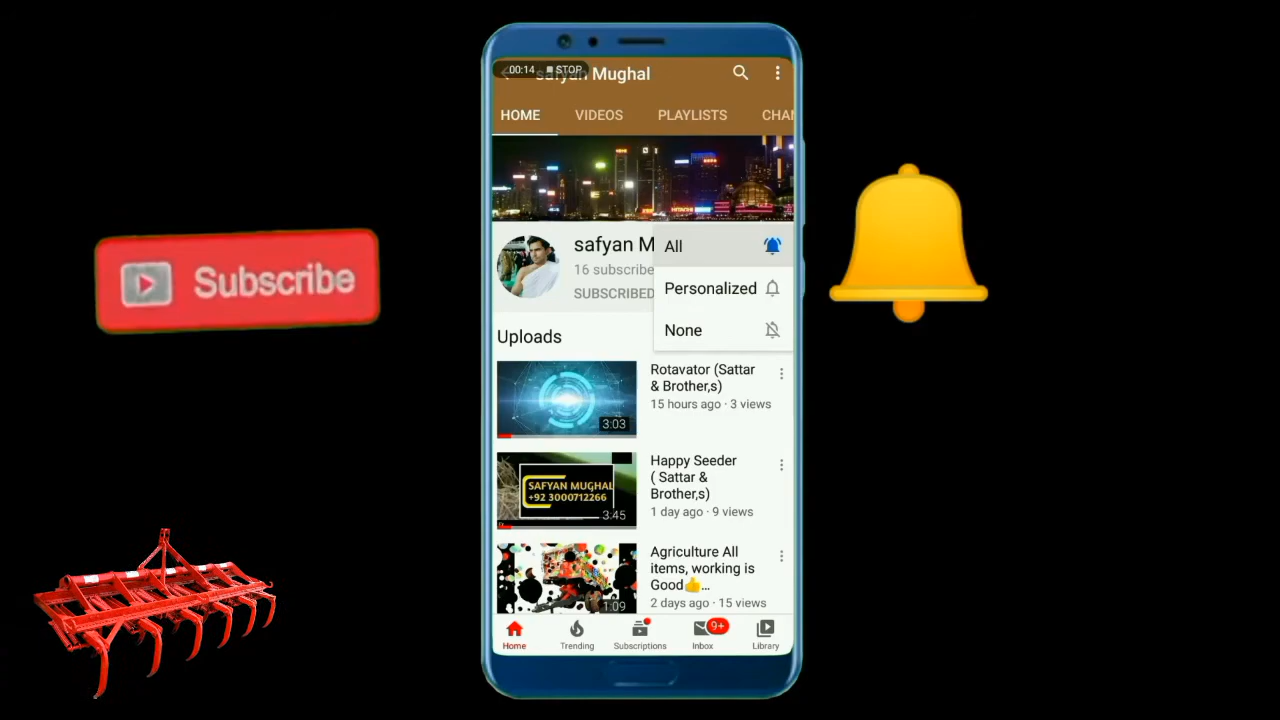 00:14 STOP
safyan Mughal
HOME VIDEOS PLAYLISTS CHAN
HITACHI
safyan M
16 subscribe
SUBSCRIBED
All
Personalized
None
Subscribe
Uploads
Rotavator (Sattar
& Brother,s)
15 hours ago · 3 views
3:03
Happy Seeder
( Sattar &
Brother,s)
1 day ago · 9 views
SAFYAN MUGHAL
+92 3000712266
3:45
Agriculture All
items, working is
Good👍...
2 days ago · 15 views
1:09
9+
Home Trending Subscriptions Inbox Library